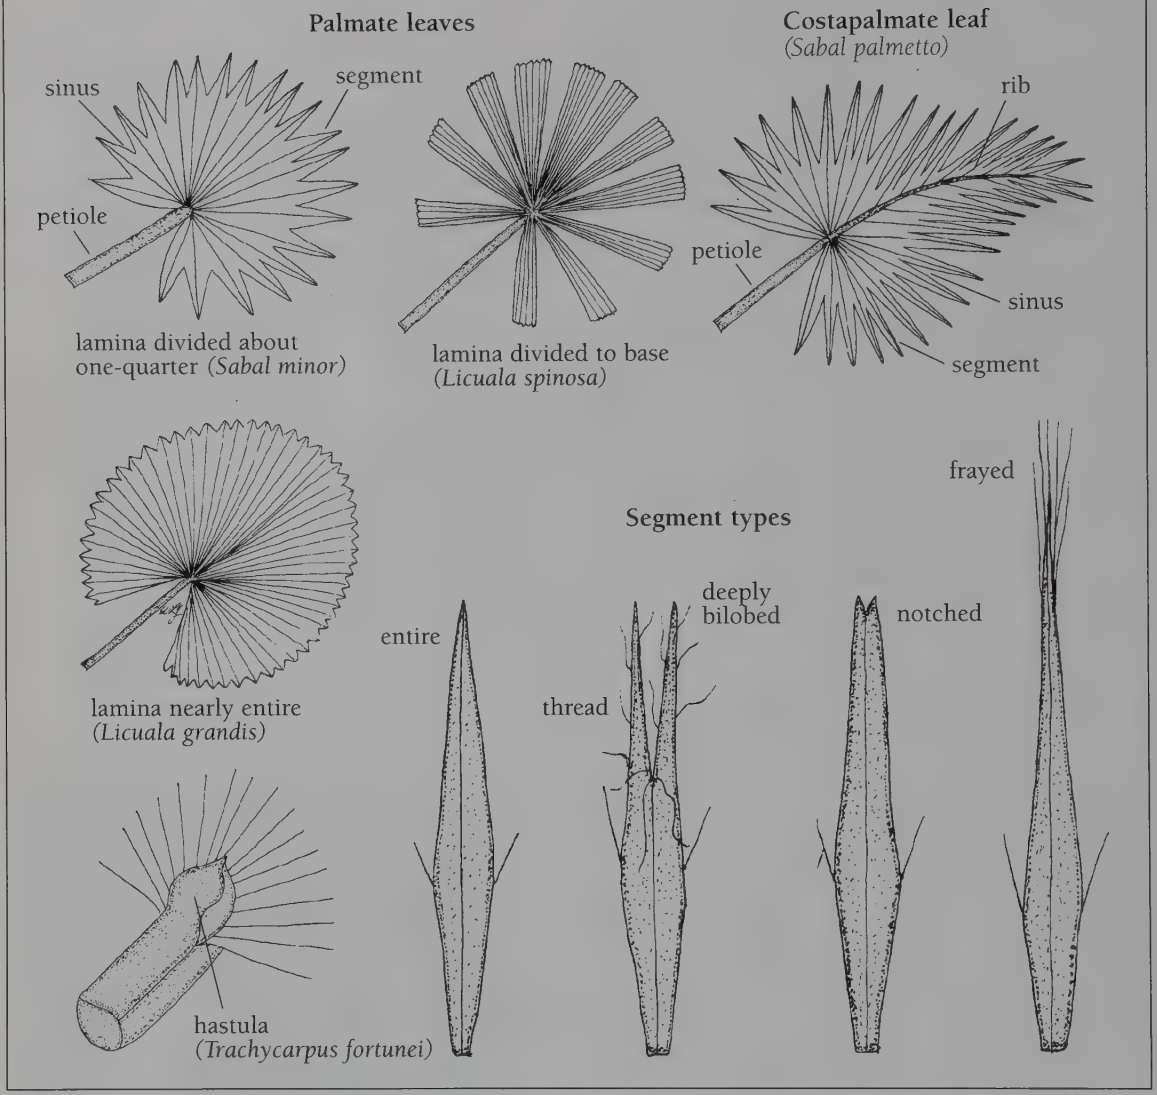 Palmate leaves
Costapalmate leaf
(Sabal palmetto)
sinus
segment
rib
petiole
petiole
sinus
segment
lamina divided about
one-quarter (Sabal minor)
lamina divided to base
(Licuala spinosa)
frayed
Segment types
deeply
bilobed
notched
entire
thread
lamina nearly entire
(Licuala grandis)
hastula
(Trachycarpus fortunei)